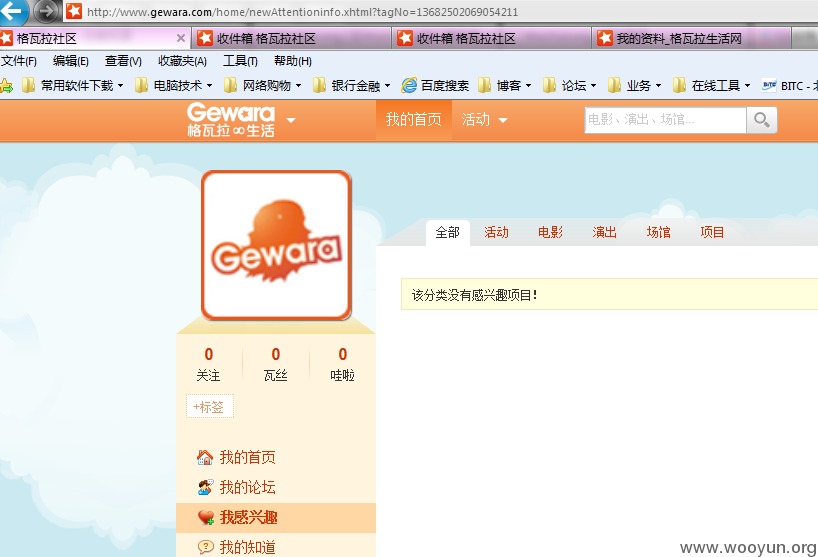 http://www.gewara.com/home/newAttentioninfo.xhtml?tagNo=13682502069054211
格瓦拉社区 收件箱 格瓦拉社区 收件箱 格瓦拉社区 我的资料_格瓦拉生活网
文件(F) 编辑(E) 查看(V) 收藏夹(A) 工具(T) 帮助(H)
常用软件下载 电脑技术 网络购物 银行金融 百度搜索 博客 论坛 业务 在线工具 BITC -
Gewara
格瓦拉∞生活
我的首页 活动
电影、演出、场馆...
Gewara
全部 活动 电影 演出 场馆 项目
该分类没有感兴趣项目!
0 0 0
关注 瓦丝 哇啦
+标签
我的首页
我的论坛
我感兴趣
我的知道
www.wooyun.org